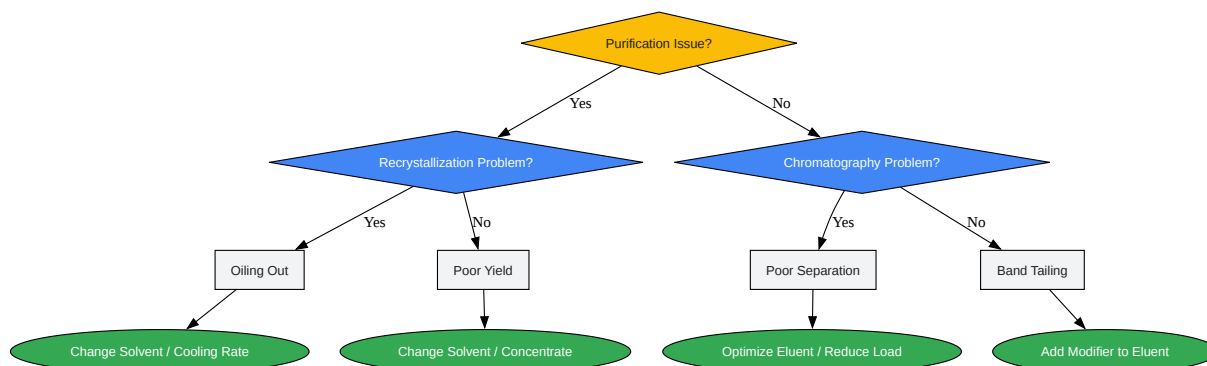 Purification Issue?
Yes
No
Recrystallization Problem?
Chromatography Problem?
Yes
No
Yes
No
Oiling Out
Poor Yield
Poor Separation
Band Tailing
Change Solvent / Cooling Rate
Change Solvent / Concentrate
Optimize Eluent / Reduce Load
Add Modifier to Eluent